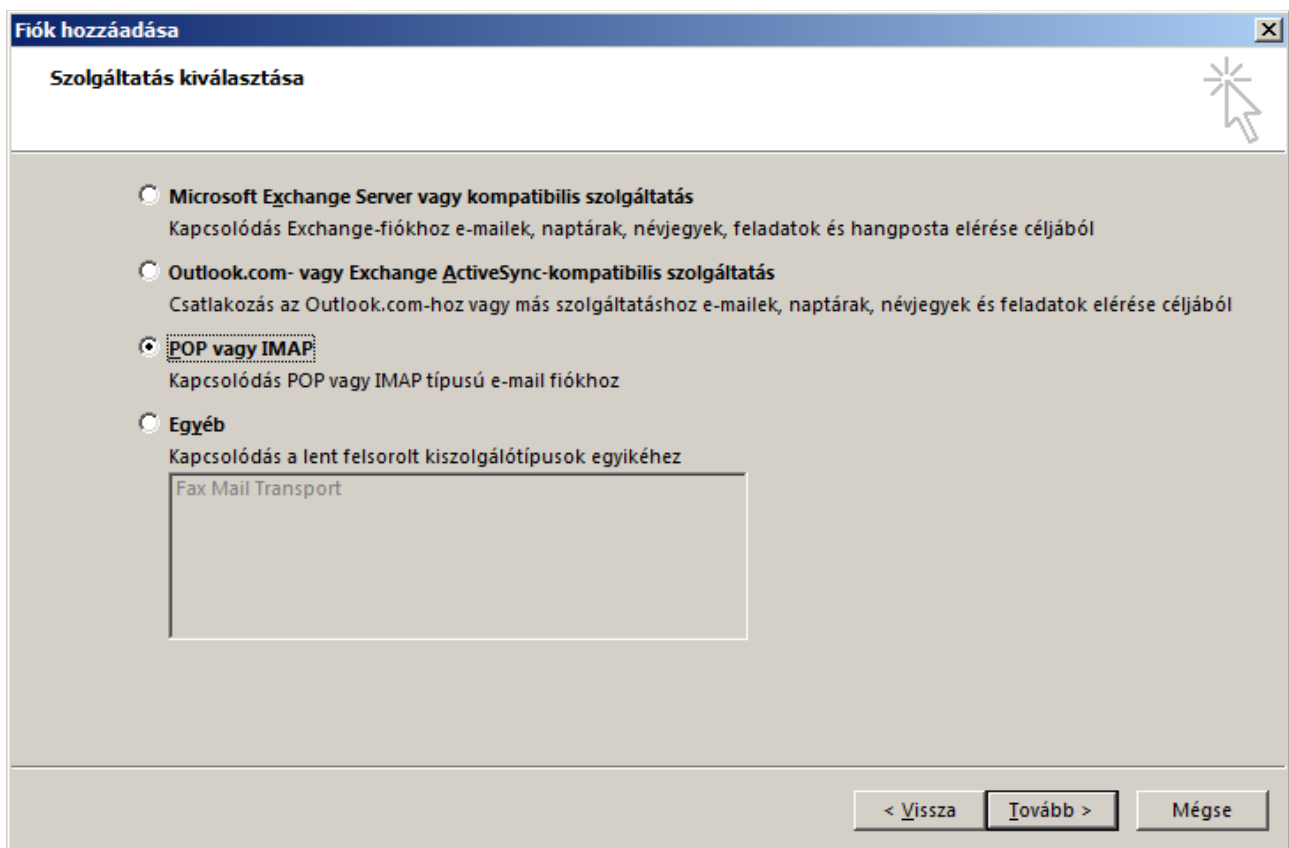 Fiók hozzáadása
Szolgáltatás kiválasztása
Microsoft Exchange Server vagy kompatibilis szolgáltatás
Kapcsolódás Exchange-fiókhoz e-mailek, naptárak, névjegyek, feladatok és hangposta elérése céljából
Outlook.com- vagy Exchange ActiveSync-kompatibilis szolgáltatás
Csatlakozás az Outlook.com-hoz vagy más szolgáltatáshoz e-mailek, naptárak, névjegyek és feladatok elérése céljából
POP vagy IMAP
Kapcsolódás POP vagy IMAP típusú e-mail fiókhoz
Egyéb
Kapcsolódás a lent felsorolt kiszolgálótípusok egyikéhez
Fax Mail Transport
< Vissza Tovább > Mégse